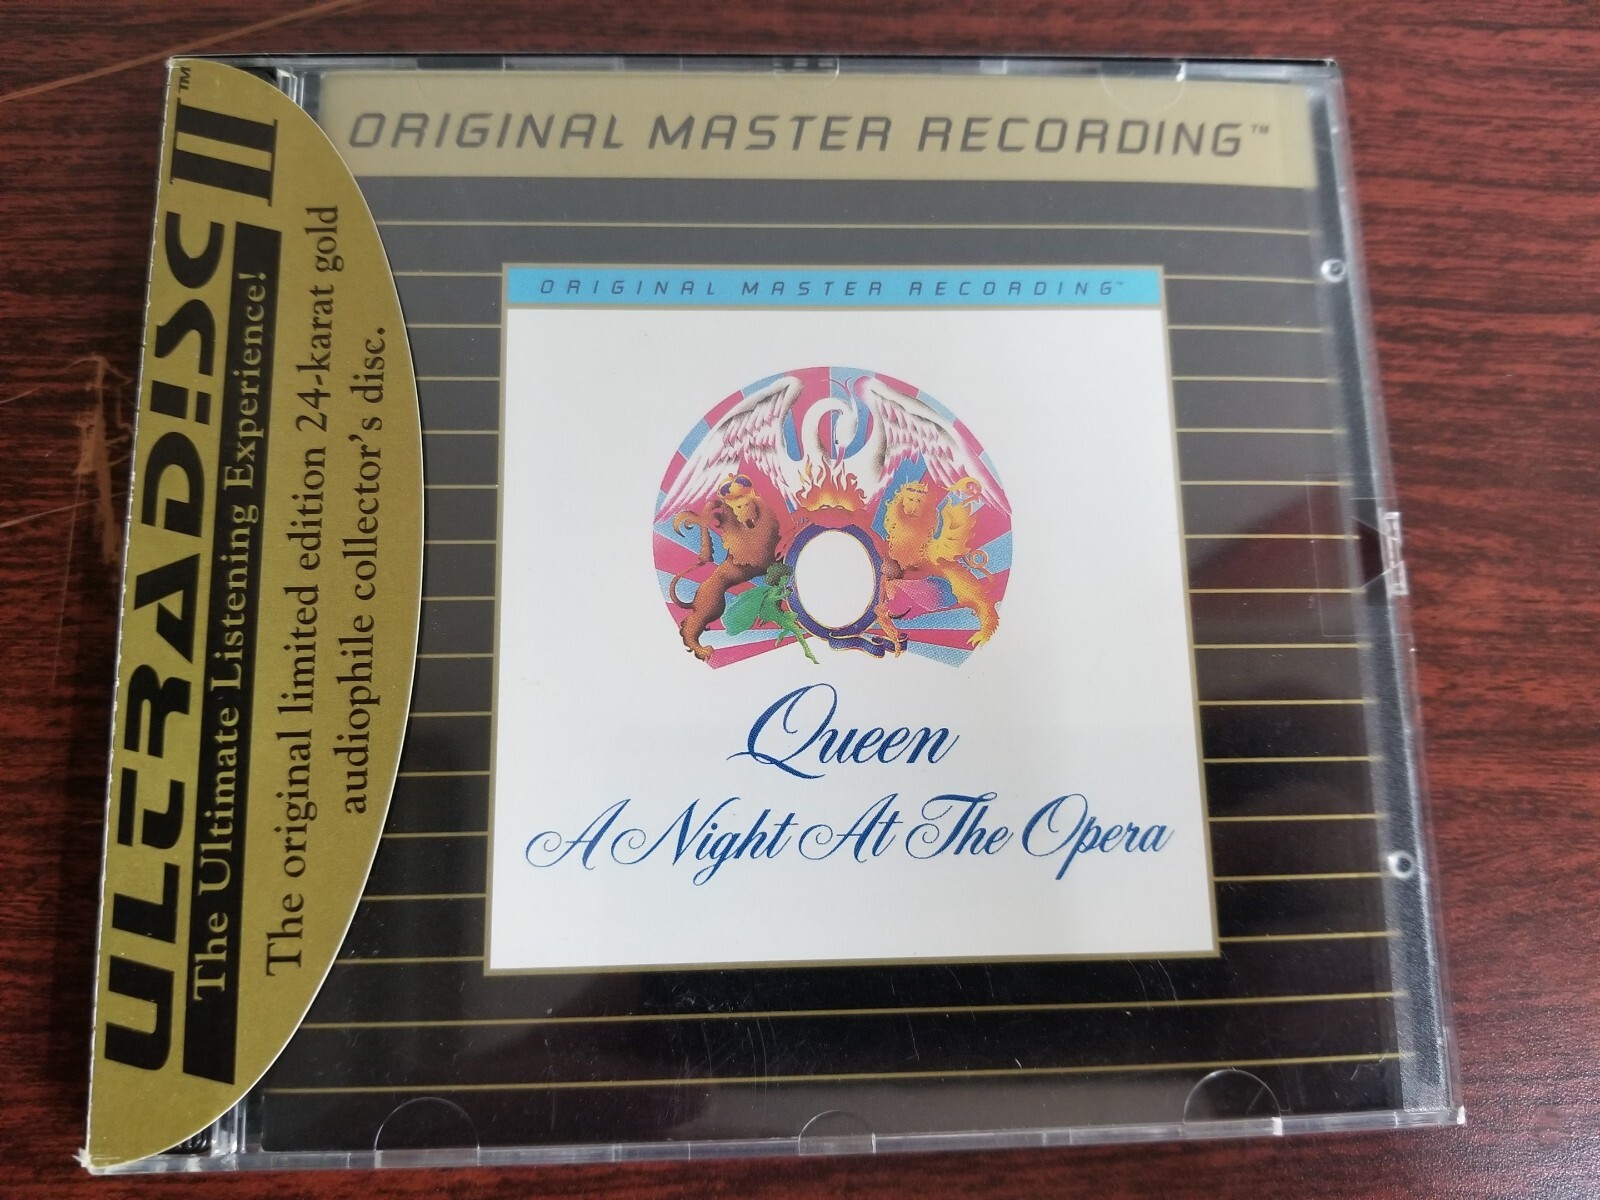 ORIGINAL MASTER RECORDING™
ULTRADISC II™
The Ultimate Listening Experience!
The original limited edition 24-karat gold
audiophile collector's disc.
ORIGINAL MASTER RECORDING™
Queen
A Night At The Opera